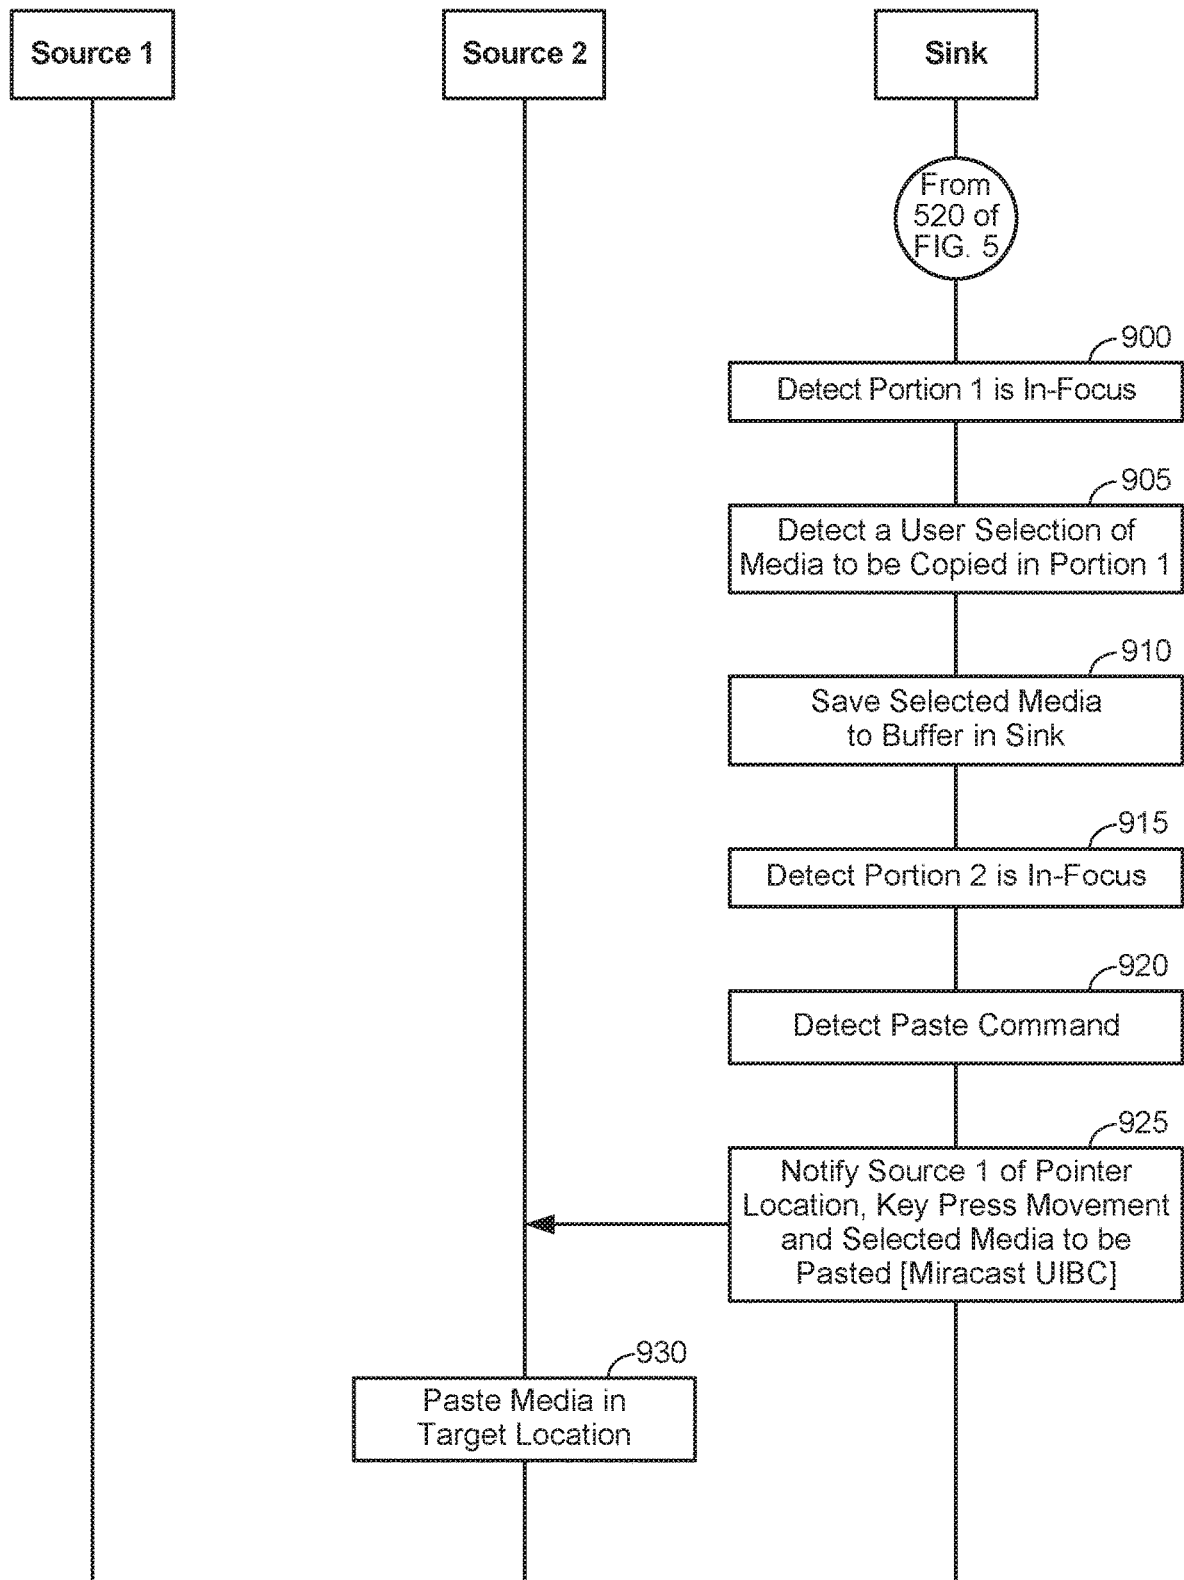 Source 1
Source 2
Sink
From
520 of
FIG. 5
900
Detect Portion 1 is In-Focus
905
Detect a User Selection of
Media to be Copied in Portion 1
910
Save Selected Media
to Buffer in Sink
915
Detect Portion 2 is In-Focus
920
Detect Paste Command
925
Notify Source 1 of Pointer
Location, Key Press Movement
and Selected Media to be
Pasted [Miracast UIBC]
930
Paste Media in
Target Location